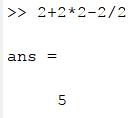 >> 2+2*2-2/2
ans =
5